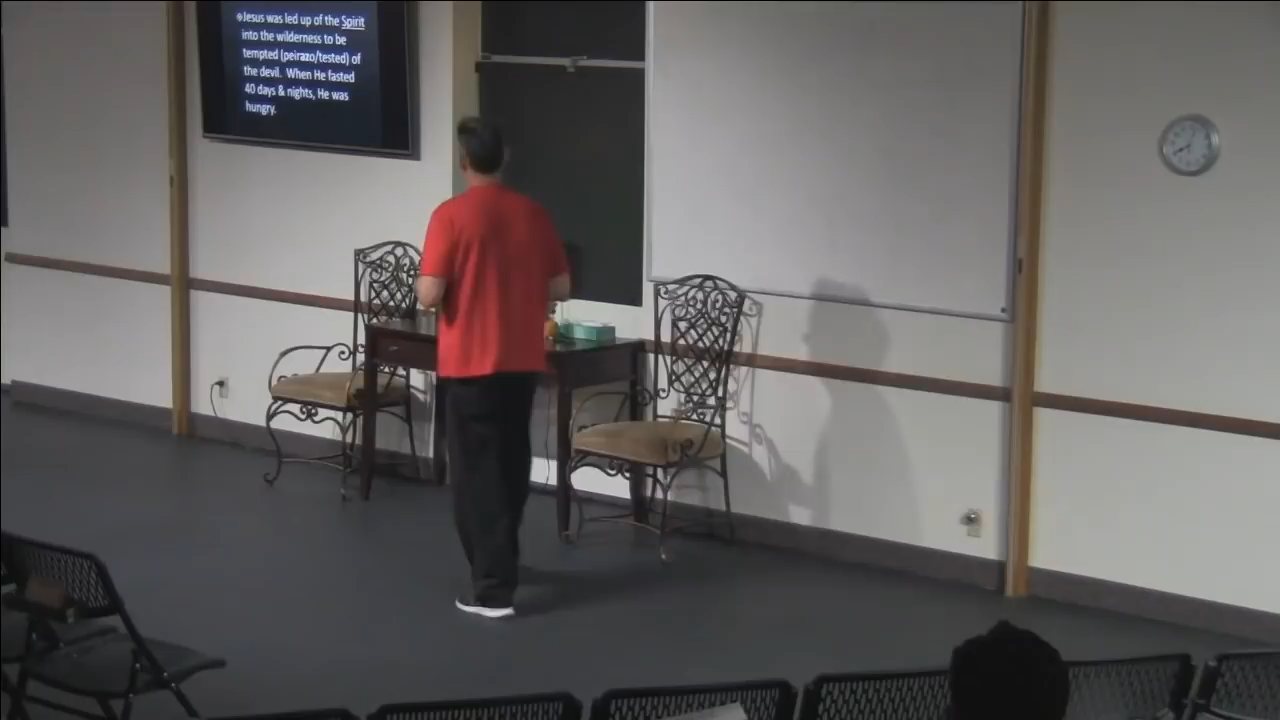 Jesus was led up of the Spirit
into the wilderness to be
tempted (peirazo/tested) of
the devil. When He fasted
40 days & nights, He was
hungry.